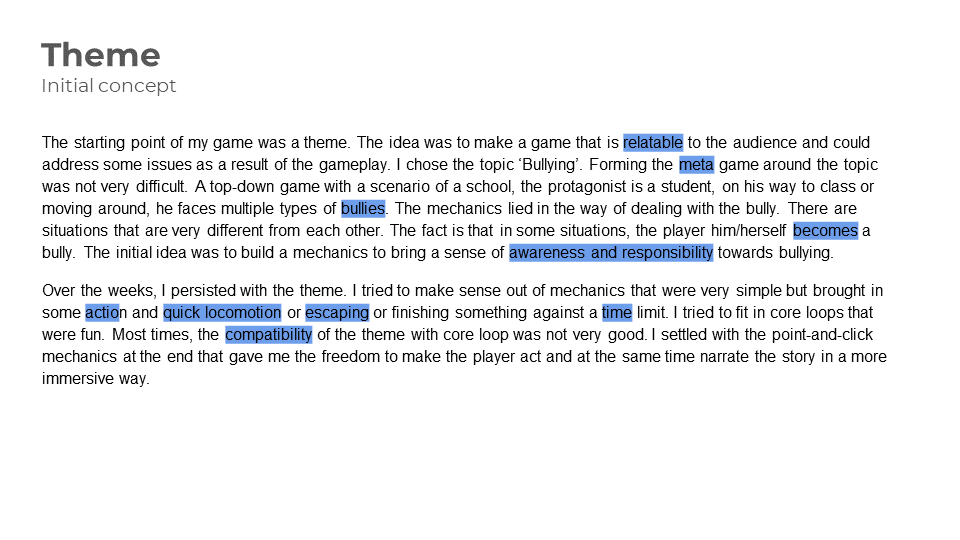 Theme
Initial concept
The starting point of my game was a theme. The idea was to make a game that is relatable to the audience and could
address some issues as a result of the gameplay. I chose the topic ‘Bullying’. Forming the meta game around the topic
was not very difficult. A top-down game with a scenario of a school, the protagonist is a student, on his way to class or
moving around, he faces multiple types of bullies. The mechanics lied in the way of dealing with the bully. There are
situations that are very different from each other. The fact is that in some situations, the player him/herself becomes a
bully. The initial idea was to build a mechanics to bring a sense of awareness and responsibility towards bullying.
Over the weeks, I persisted with the theme. I tried to make sense out of mechanics that were very simple but brought in
some action and quick locomotion or escaping or finishing something against a time limit. I tried to fit in core loops that
were fun. Most times, the compatibility of the theme with core loop was not very good. I settled with the point-and-click
mechanics at the end that gave me the freedom to make the player act and at the same time narrate the story in a more
immersive way.